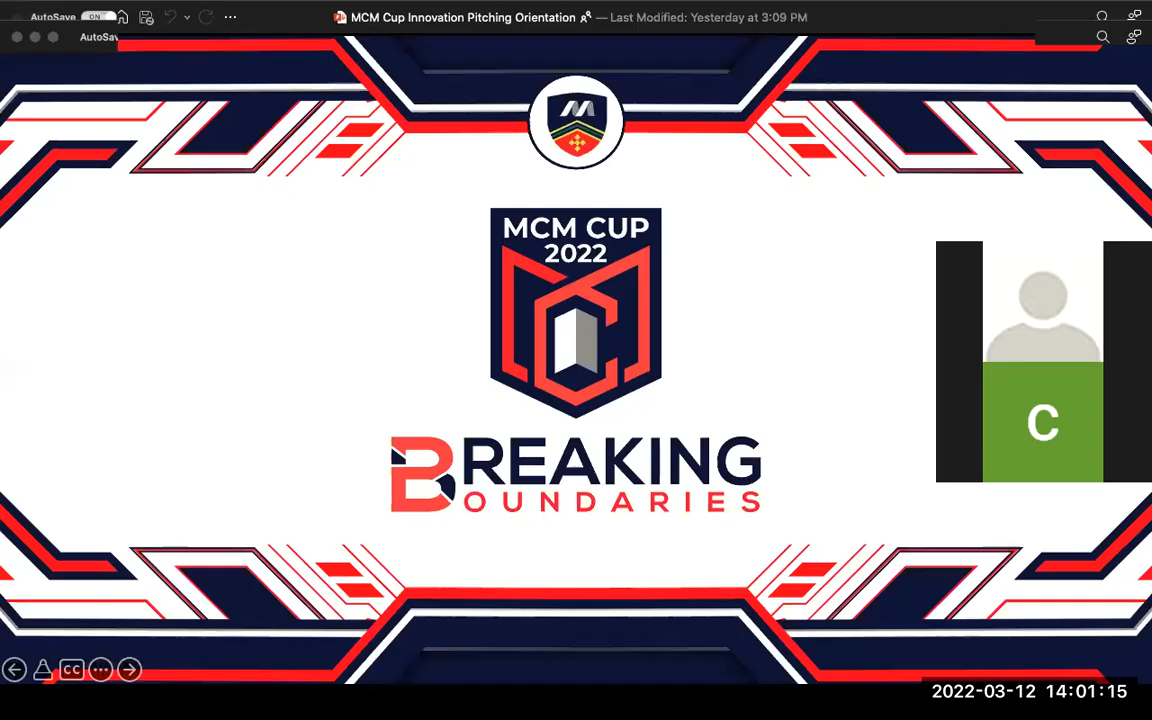 AutoSave ON
MCM Cup Innovation Pitching Orientation — Last Modified: Yesterday at 3:09 PM
AutoSav
M
MCM CUP
2022
BREAKING
BOUNDARIES
C
CC
2022-03-12 14:01:15